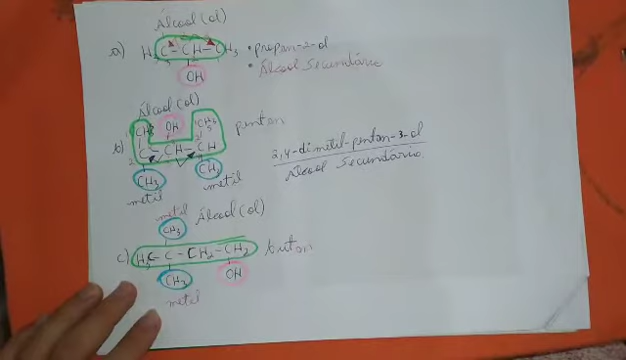 Álcool (ol)
a) H₃C-CH-CH₃ • propan-2-ol
OH • Álcool Secundário
Álcool (ol)
CH₃ OH CH₃ pentan
b) C - CH - CH 2,4-dimetil-pentan-3-ol
CH₃ CH₃ Álcool Secundário
metil metil
metil Álcool (ol)
CH₃
c) H₃C - C - CH₂ - CH₂ butan
CH₃ OH
metil